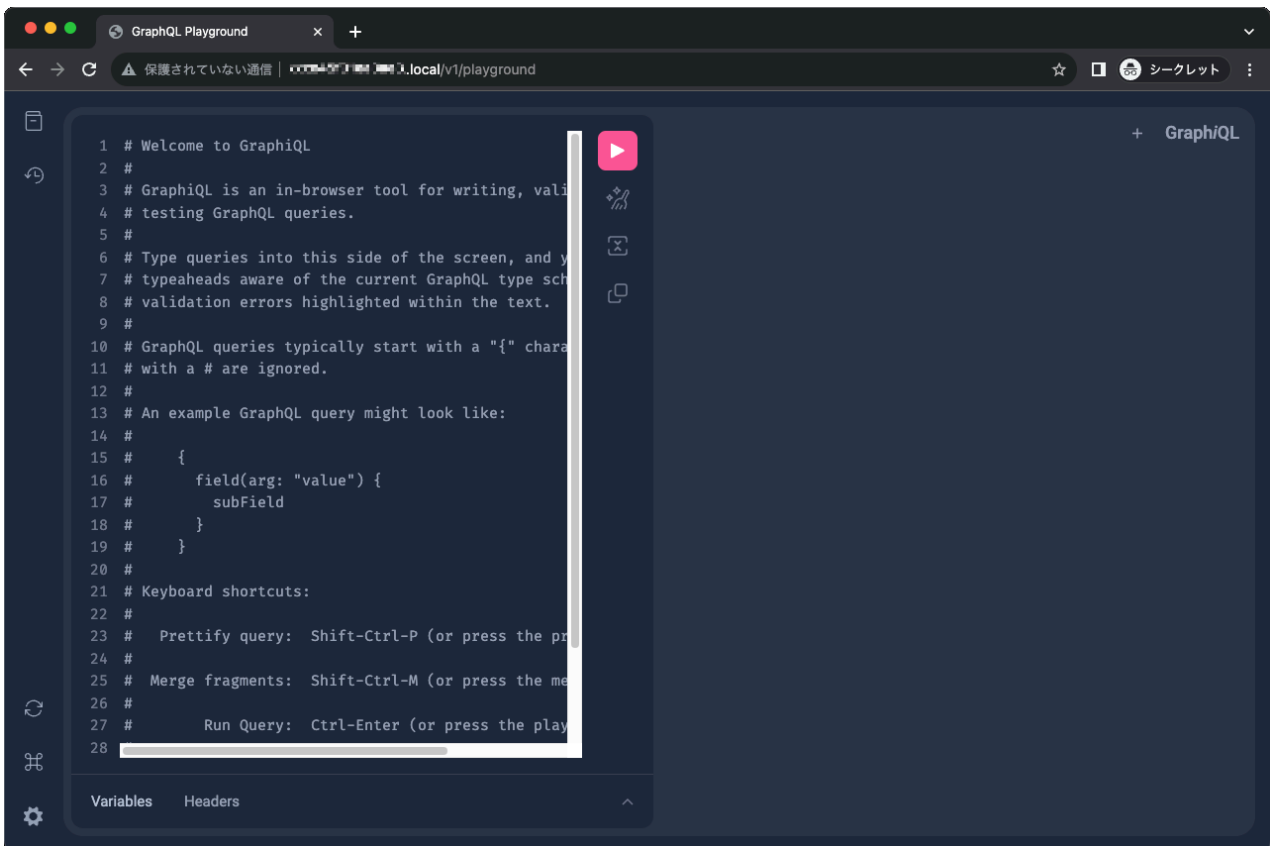 GraphQL Playground
保護されていない通信 .local/v1/playground
シークレット
GraphiQL
1 # Welcome to GraphiQL
2 #
3 # GraphiQL is an in-browser tool for writing, vali
4 # testing GraphQL queries.
5 #
6 # Type queries into this side of the screen, and y
7 # typeaheads aware of the current GraphQL type sch
8 # validation errors highlighted within the text.
9 #
10 # GraphQL queries typically start with a "{" chara
11 # with a # are ignored.
12 #
13 # An example GraphQL query might look like:
14 #
15 #     {
16 #       field(arg: "value") {
17 #         subField
18 #       }
19 #     }
20 #
21 # Keyboard shortcuts:
22 #
23 #   Prettify query:  Shift-Ctrl-P (or press the pr
24 #
25 #  Merge fragments:  Shift-Ctrl-M (or press the me
26 #
27 #        Run Query:  Ctrl-Enter (or press the play
28
Variables Headers